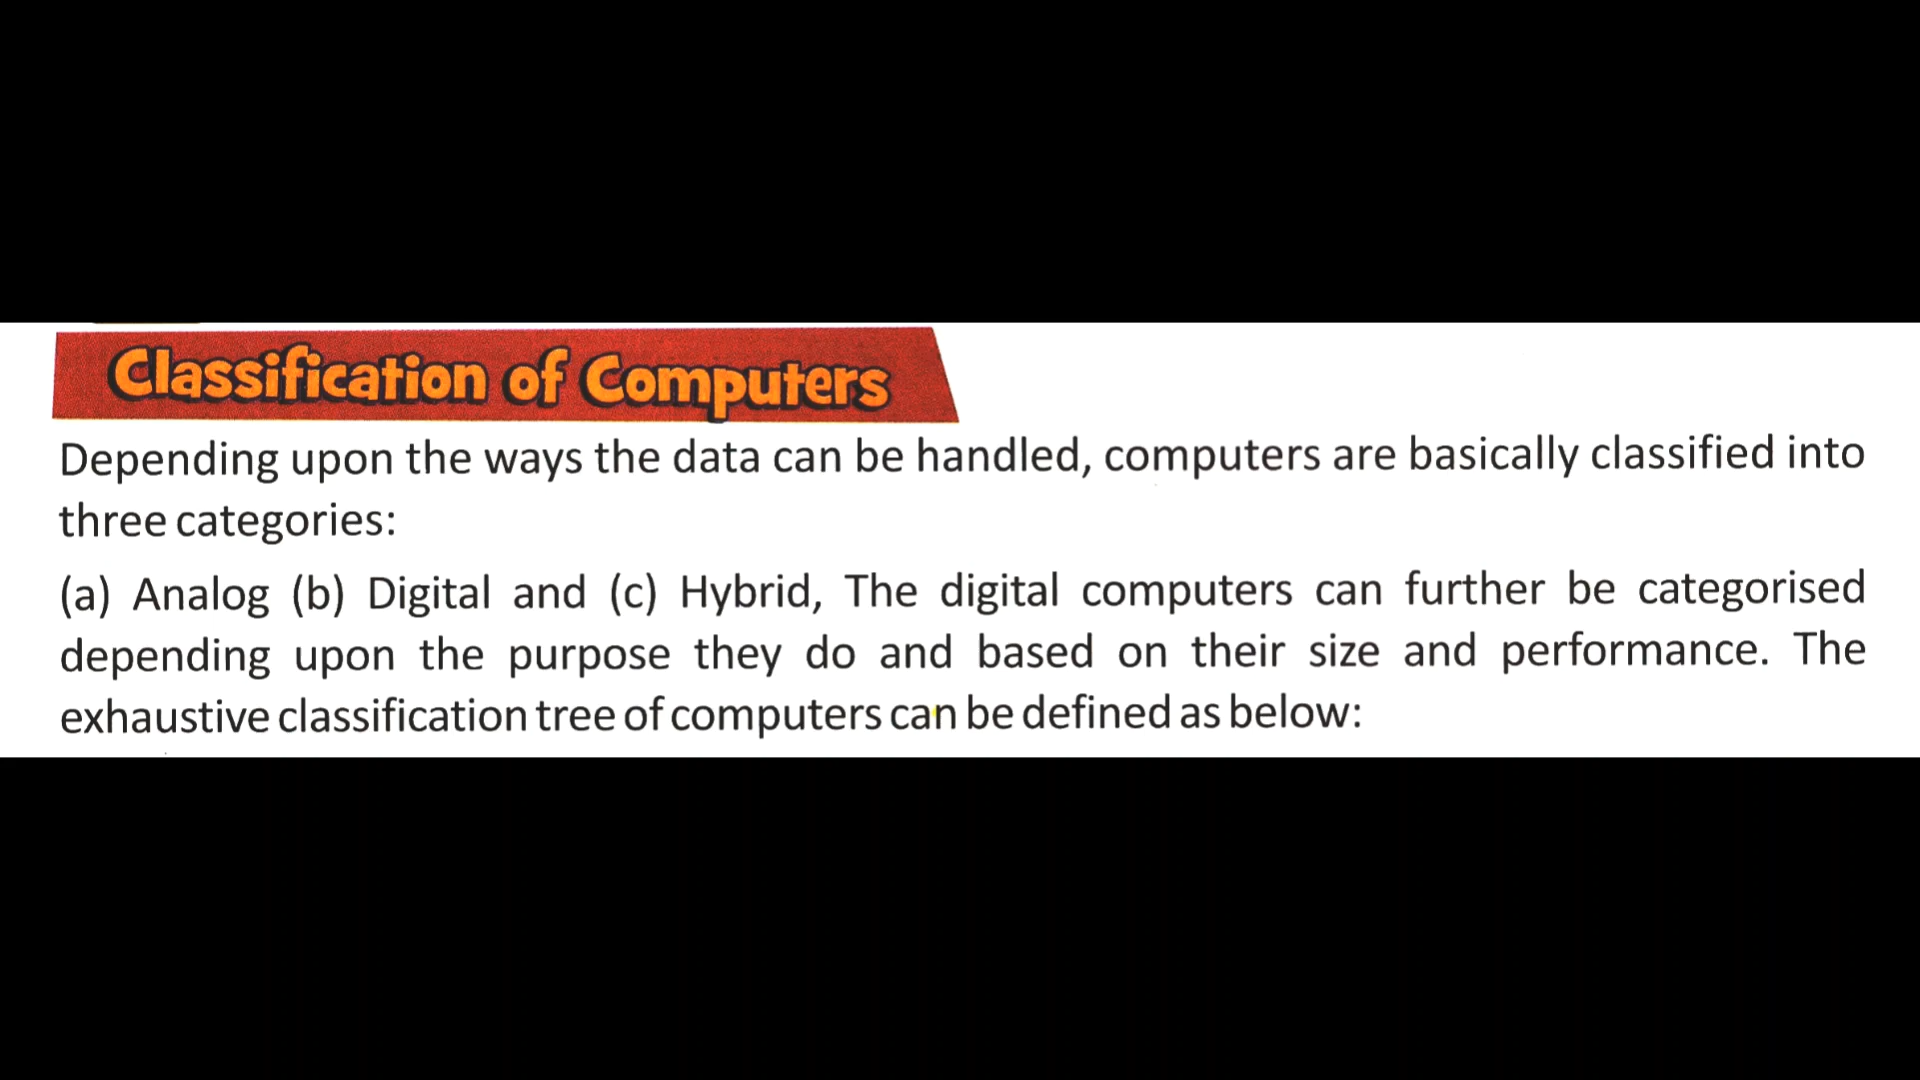 Classification of Computers
Depending upon the ways the data can be handled, computers are basically classified into
three categories:
(a) Analog (b) Digital and (c) Hybrid, The digital computers can further be categorised
depending upon the purpose they do and based on their size and performance. The
exhaustive classification tree of computers can be defined as below: